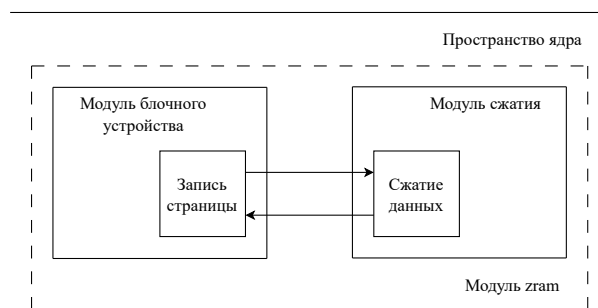 Пространство ядра
Модуль блочного
устройства
Модуль сжатия
Запись
страницы
Сжатие
данных
Модуль zram